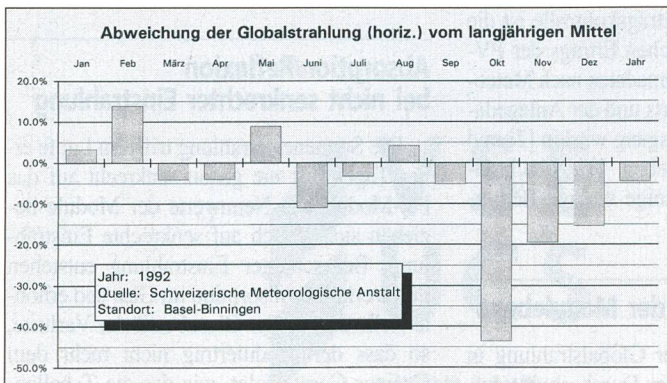 Abweichung der Globalstrahlung (horiz.) vom langjährigen Mittel
Jan Feb März Apr Mai Juni Juli Aug Sep Okt Nov Dez Jahr
20.0%
10.0%
0.0%
-10.0%
-20.0%
-30.0%
-40.0%
-50.0%
Jahr: 1992
Quelle: Schweizerische Meteorologische Anstalt
Standort: Basel-Binningen